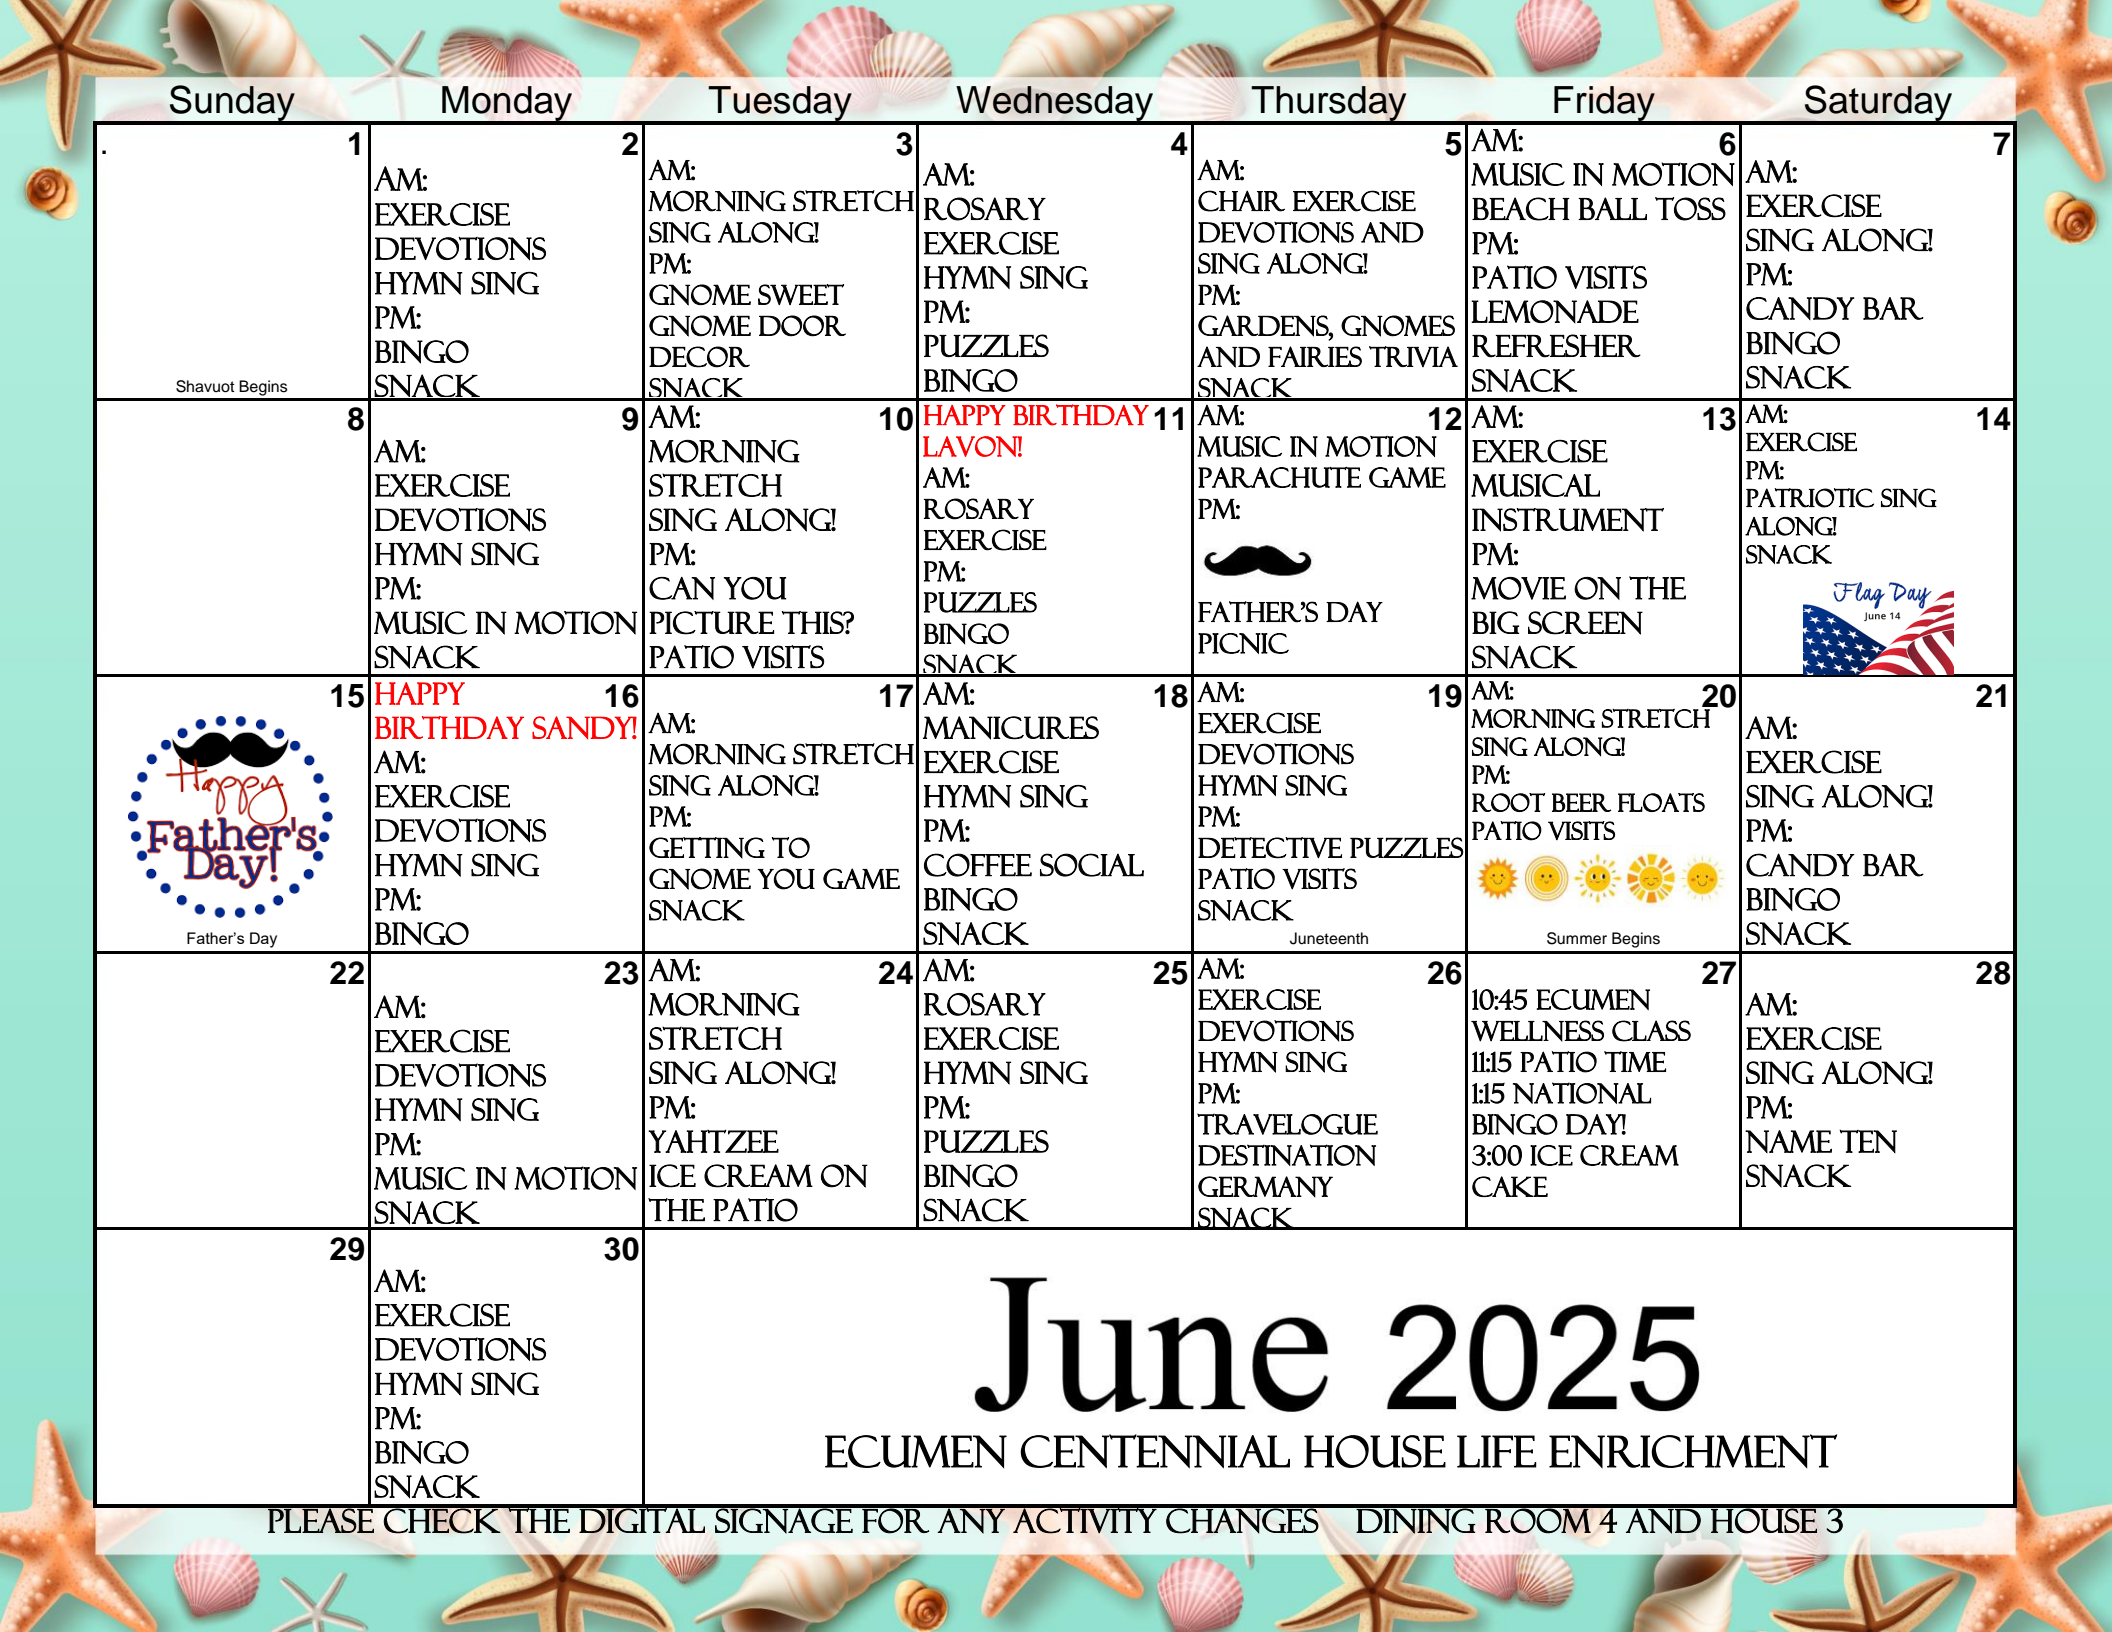 Sunday Monday Tuesday Wednesday Thursday Friday Saturday
. 1
Shavuot Begins
2
AM:
EXERCISE
DEVOTIONS
HYMN SING
PM:
BINGO
SNACK
3
AM:
MORNING STRETCH
SING ALONG!
PM:
GNOME SWEET
GNOME DOOR
DECOR
SNACK
4
AM:
ROSARY
EXERCISE
HYMN SING
PM:
PUZZLES
BINGO
5
AM:
CHAIR EXERCISE
DEVOTIONS AND
SING ALONG!
PM:
GARDENS, GNOMES
AND FAIRIES TRIVIA
SNACK
6
AM:
MUSIC IN MOTION
BEACH BALL TOSS
PM:
PATIO VISITS
LEMONADE
REFRESHER
SNACK
7
AM:
EXERCISE
SING ALONG!
PM:
CANDY BAR
BINGO
SNACK
8
9
AM:
EXERCISE
DEVOTIONS
HYMN SING
PM:
MUSIC IN MOTION
SNACK
10
AM:
MORNING
STRETCH
SING ALONG!
PM:
CAN YOU
PICTURE THIS?
PATIO VISITS
HAPPY BIRTHDAY 11
LAVON!
AM:
ROSARY
EXERCISE
PM:
PUZZLES
BINGO
SNACK
12
AM:
MUSIC IN MOTION
PARACHUTE GAME
PM:
FATHER'S DAY
PICNIC
13
AM:
EXERCISE
MUSICAL
INSTRUMENT
PM:
MOVIE ON THE
BIG SCREEN
SNACK
14
AM:
EXERCISE
PM:
PATRIOTIC SING
ALONG!
SNACK
Flag Day
June 14
15
Happy
Father's
Day!
Father's Day
HAPPY 16
BIRTHDAY SANDY!
AM:
EXERCISE
DEVOTIONS
HYMN SING
PM:
BINGO
17
AM:
MORNING STRETCH
SING ALONG!
PM:
GETTING TO
GNOME YOU GAME
SNACK
18
AM:
MANICURES
EXERCISE
HYMN SING
PM:
COFFEE SOCIAL
BINGO
SNACK
19
AM:
EXERCISE
DEVOTIONS
HYMN SING
PM:
DETECTIVE PUZZLES
PATIO VISITS
SNACK
Juneteenth
20
AM:
MORNING STRETCH
SING ALONG!
PM:
ROOT BEER FLOATS
PATIO VISITS
Summer Begins
21
AM:
EXERCISE
SING ALONG!
PM:
CANDY BAR
BINGO
SNACK
22
23
AM:
EXERCISE
DEVOTIONS
HYMN SING
PM:
MUSIC IN MOTION
SNACK
24
AM:
MORNING
STRETCH
SING ALONG!
PM:
YAHTZEE
ICE CREAM ON
THE PATIO
25
AM:
ROSARY
EXERCISE
HYMN SING
PM:
PUZZLES
BINGO
SNACK
26
AM:
EXERCISE
DEVOTIONS
HYMN SING
PM:
TRAVELOGUE
DESTINATION
GERMANY
SNACK
27
10:45 ECUMEN
WELLNESS CLASS
11:15 PATIO TIME
1:15 NATIONAL
BINGO DAY!
3:00 ICE CREAM
CAKE
28
AM:
EXERCISE
SING ALONG!
PM:
NAME TEN
SNACK
29
30
AM:
EXERCISE
DEVOTIONS
HYMN SING
PM:
BINGO
SNACK
June 2025
ECUMEN CENTENNIAL HOUSE LIFE ENRICHMENT
PLEASE CHECK THE DIGITAL SIGNAGE FOR ANY ACTIVITY CHANGES DINING ROOM 4 AND HOUSE 3